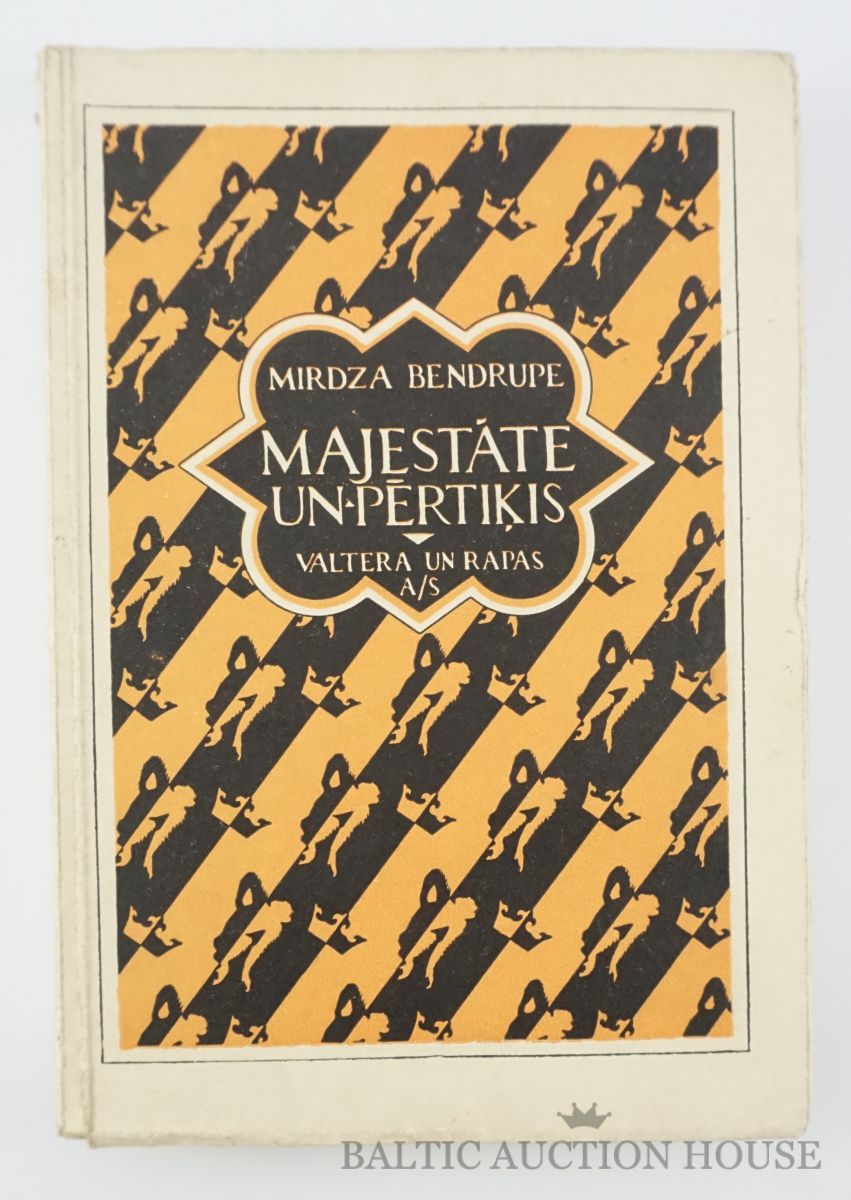 MIRDZA BENDRUPE
MAJESTĀTE
UN·PĒRTIĶIS
VALTERA UN RAPAS
A/S
BALTIC AUCTION HOUSE